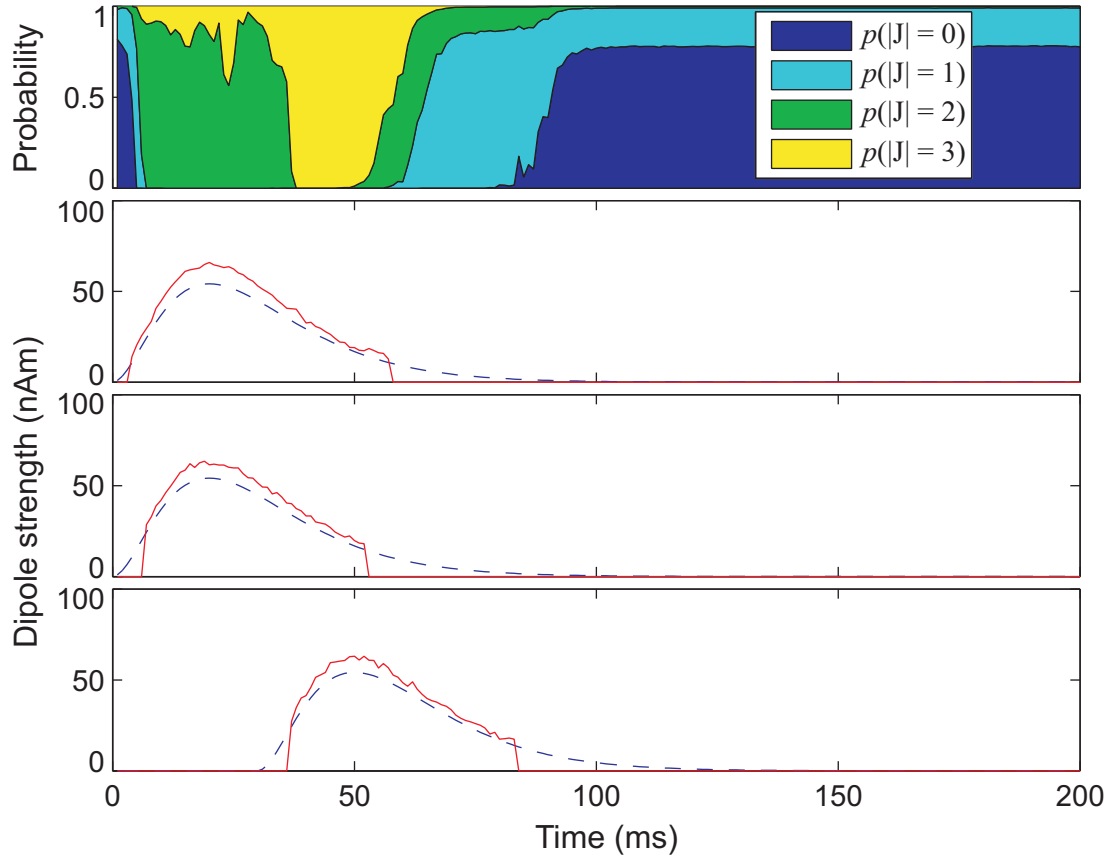 Probability
1
0.5
0
p(|J| = 0)
p(|J| = 1)
p(|J| = 2)
p(|J| = 3)
Dipole strength (nAm)
100
50
0
100
50
0
100
50
0
0 50 100 150 200
Time (ms)